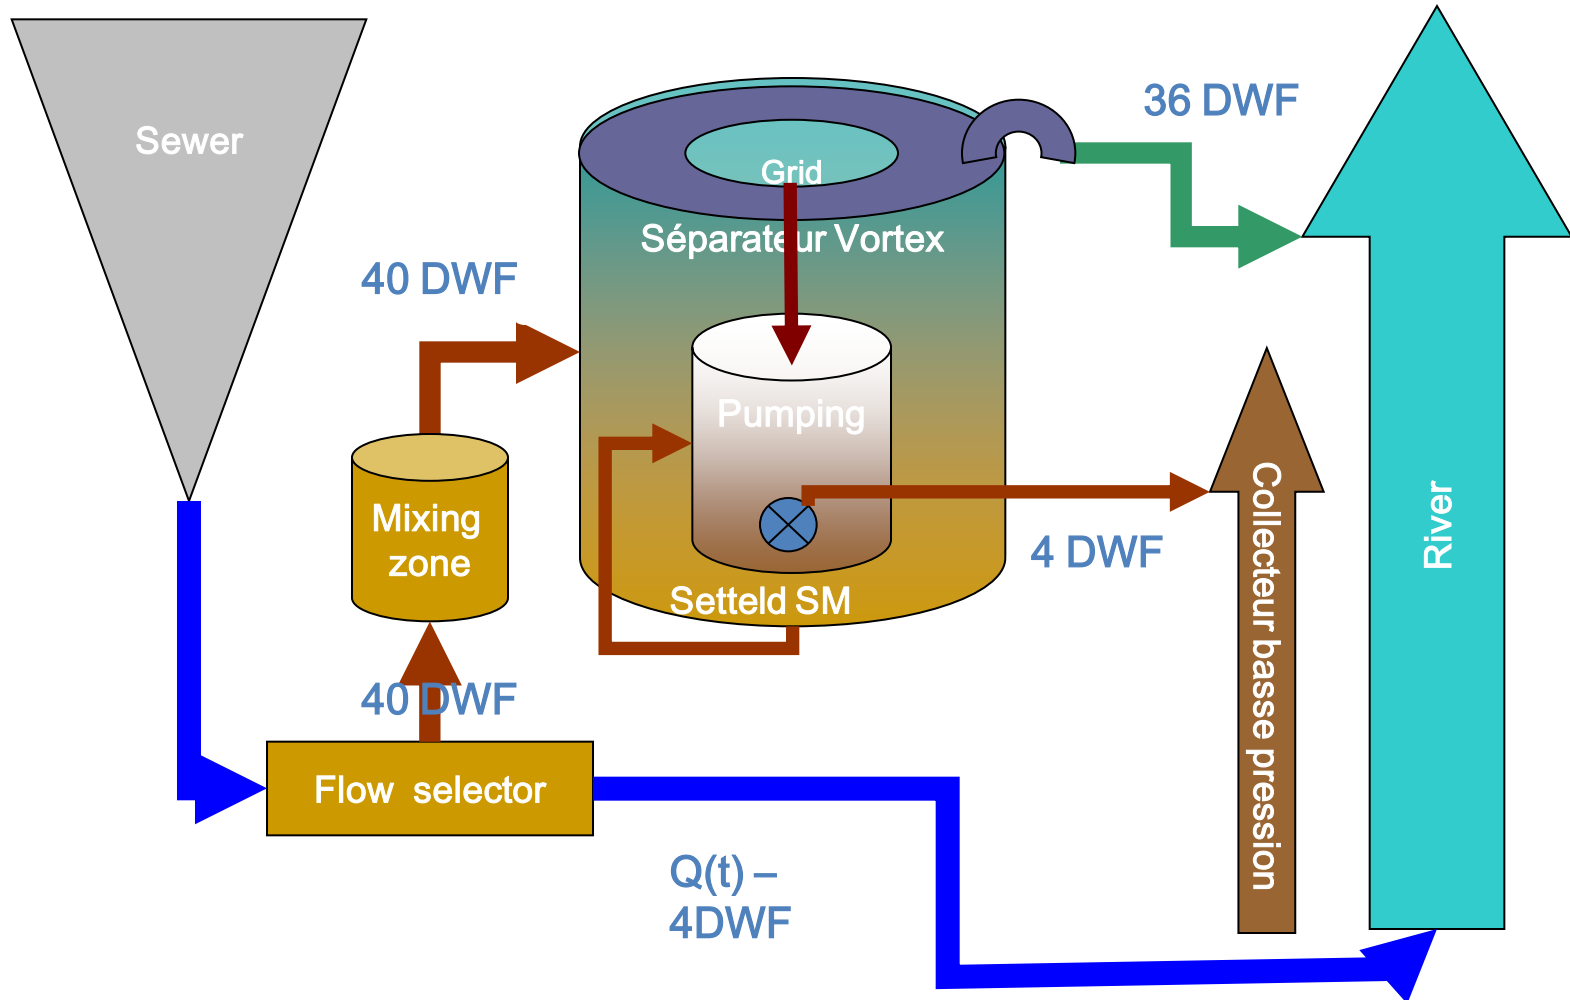 Sewer
36 DWF
Grid
Séparateur Vortex
40 DWF
Pumping
Mixing
zone
4 DWF
Setteld SM
40 DWF
Flow selector
Q(t) –
4DWF
Collecteur basse pression
River